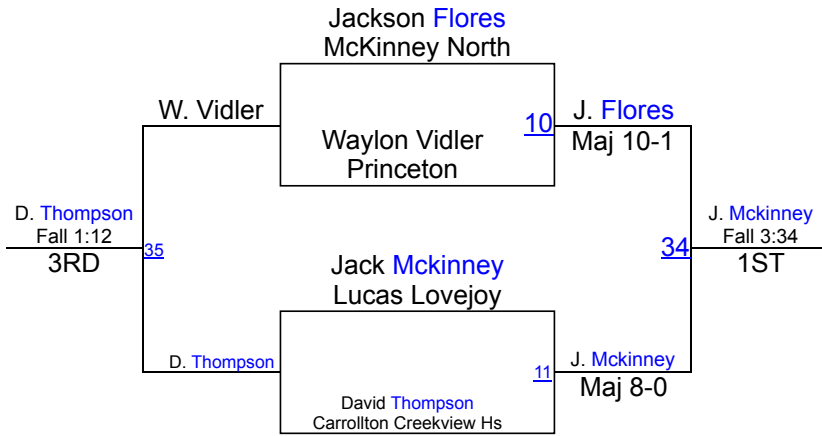 Jackson Flores
McKinney North
W. Vidler
10
J. Flores
Waylon Vidler
Princeton
Maj 10-1
D. Thompson
Fall 1:12
3RD
35
34
J. Mckinney
Fall 3:34
1ST
Jack Mckinney
Lucas Lovejoy
D. Thompson
11
J. Mckinney
Maj 8-0
David Thompson
Carrollton Creekview Hs